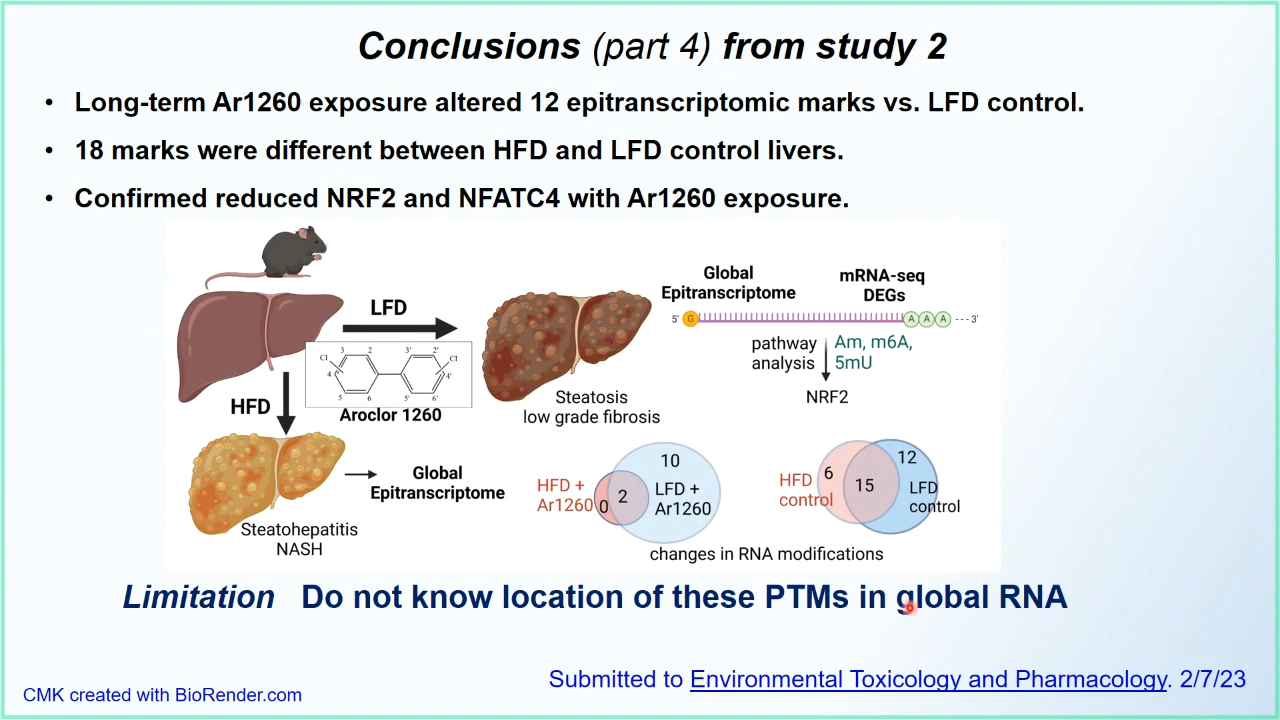 Conclusions (part 4) from study 2
• Long-term Ar1260 exposure altered 12 epitranscriptomic marks vs. LFD control.
• 18 marks were different between HFD and LFD control livers.
• Confirmed reduced NRF2 and NFATC4 with Ar1260 exposure.
LFD
Cl
3
2
3'
2'
Cl
4
4'
5
6
5'
6'
Aroclor 1260
HFD
Steatosis
low grade fibrosis
Global
Epitranscriptome
mRNA-seq
DEGs
5' G A A A ---3'
pathway
analysis
Am, m6A,
5mU
NRF2
Steatohepatitis
NASH
Global
Epitranscriptome
HFD +
Ar1260
0
2
10
LFD +
Ar1260
HFD
control
6
15
12
LFD
control
changes in RNA modifications
Limitation Do not know location of these PTMs in global RNA
Submitted to Environmental Toxicology and Pharmacology. 2/7/23
CMK created with BioRender.com